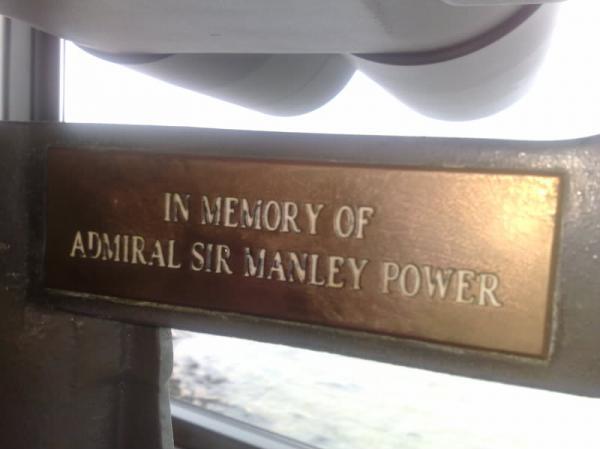 IN MEMORY OF
ADMIRAL SIR MANLEY POWER